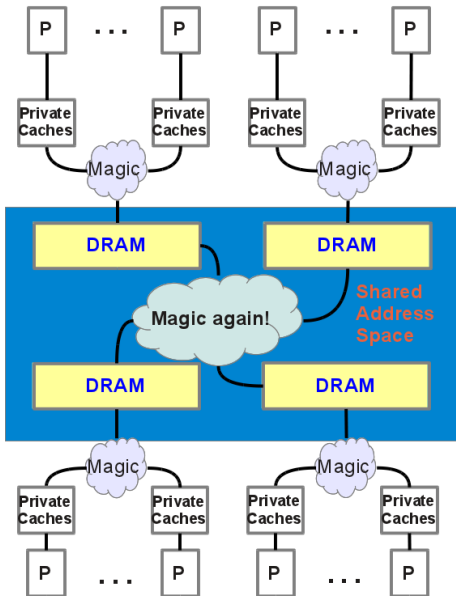 P ... P P ... P
Private Caches Private Caches Private Caches Private Caches
Magic Magic
DRAM DRAM
Shared
Address
Space
Magic again!
DRAM DRAM
Magic Magic
Private Caches Private Caches Private Caches Private Caches
P ... P P ... P